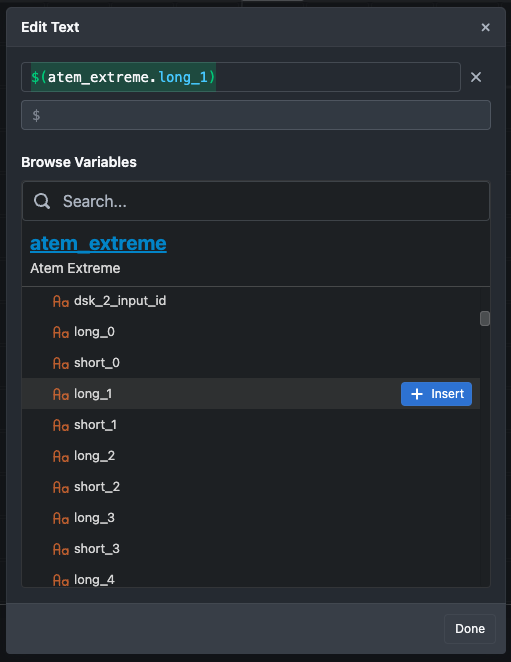 Edit Text
$(atem_extreme.long_1)
$
Browse Variables
Search...
atem_extreme
Atem Extreme
Aa dsk_2_input_id
Aa long_0
Aa short_0
Aa long_1
+ Insert
Aa short_1
Aa long_2
Aa short_2
Aa long_3
Aa short_3
Aa long_4
Done